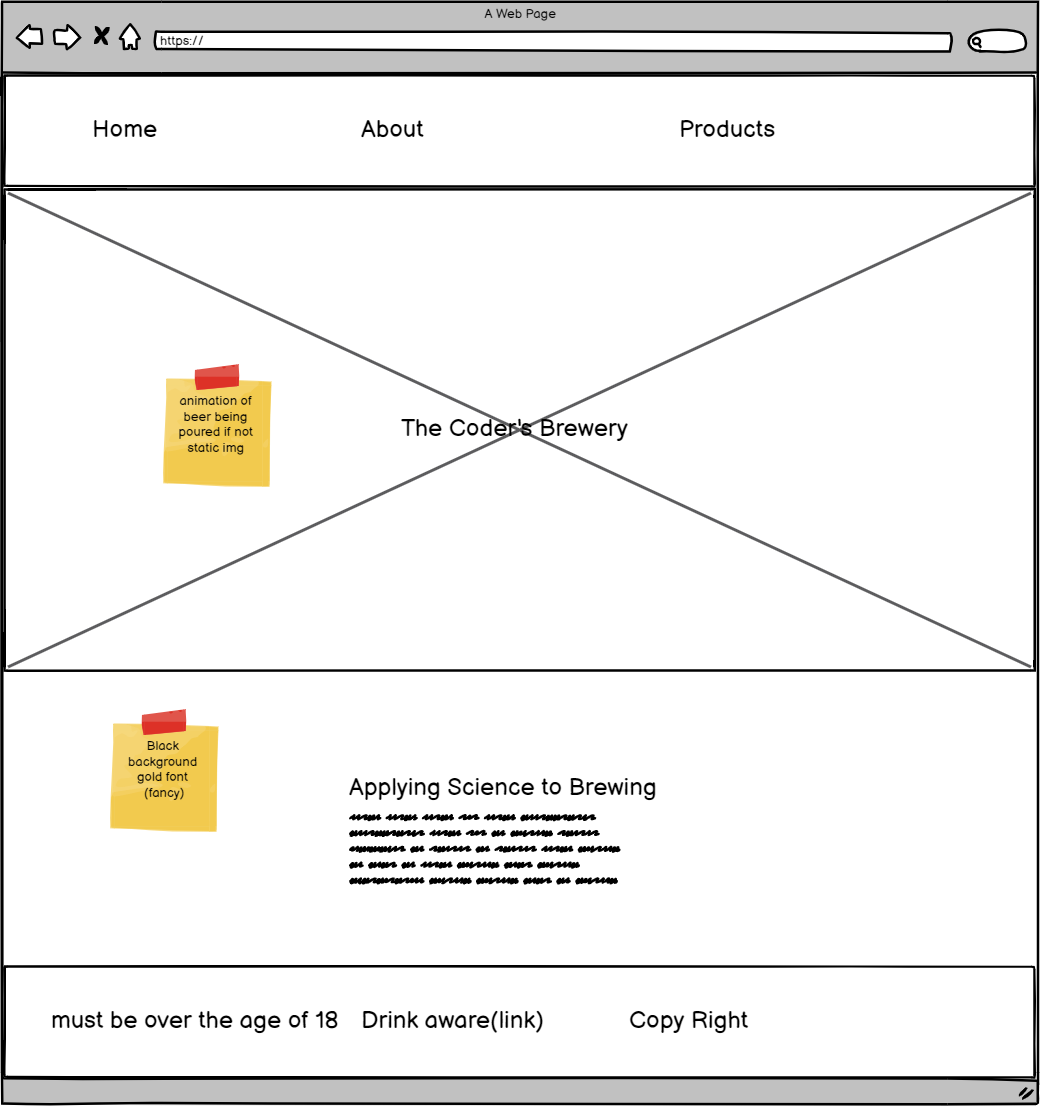 A Web Page
https://
Home
About
Products
animation of
beer being
poured if not
static img
The Coder's Brewery
Black
background
gold font
(fancy)
Applying Science to Brewing
must be over the age of 18
Drink aware(link)
Copy Right